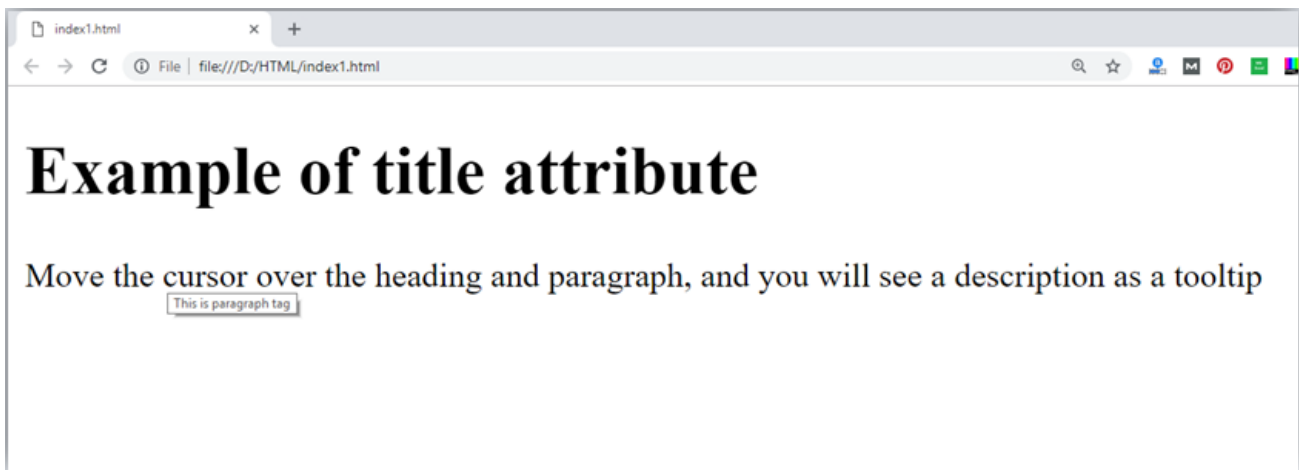 index1.html
File | file:///D:/HTML/index1.html
Example of title attribute
Move the cursor over the heading and paragraph, and you will see a description as a tooltip
This is paragraph tag